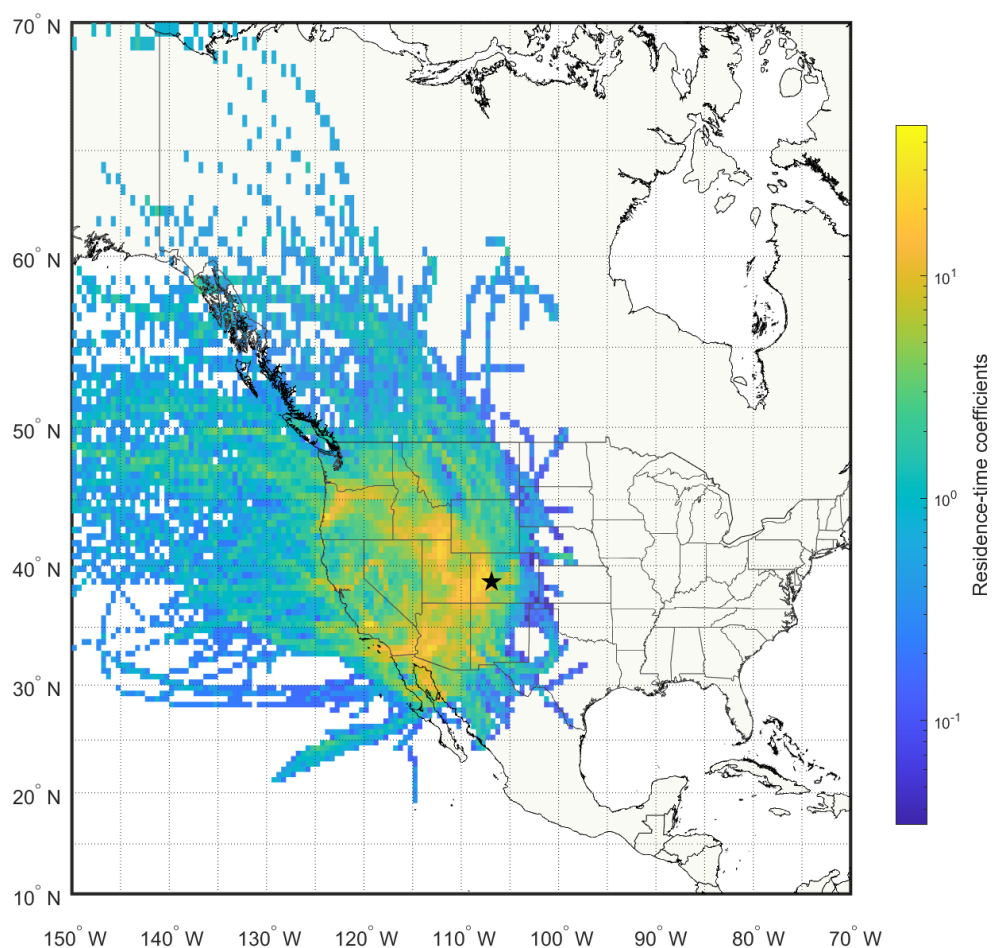 70° N
60° N
50° N
40° N
30° N
20° N
10° N
150° W 140° W 130° W 120° W 110° W 100° W 90° W 80° W 70° W
10¹
10⁰
10⁻¹
Residence-time coefficients